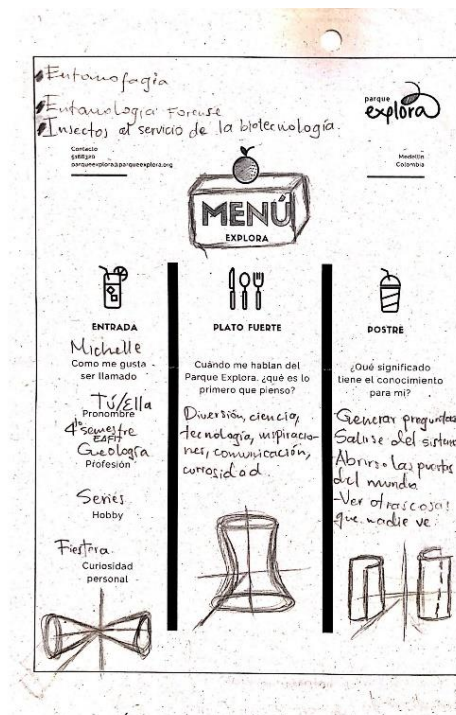 Entomofagia
Entomología Forense
Insectos al servicio de la biotecnología.
parque
explora
Contacto
parqueexplora@parqueexplora.org
Medellín
Colombia
MENÚ
EXPLORA
ENTRADA
Michelle
Como me gusta
ser llamado
Tú/Ella
Pronombre
4to semestre
EAFIT
Geología
Profesión
Series
Hobby
Fiestera.
Curiosidad
personal
PLATO FUERTE
Cuándo me hablan del
Parque Explora. ¿qué es lo
primero que pienso?
Diversión, ciencia,
tecnología, inspiracio-
nes, comunicación,
curiosidad
POSTRE
¿Qué significado
tiene el conocimiento
para mi?
-Generar preguntas
Salirse del sistema
Abrirse las puertas
del mundo
-Ver otras cosas
que nadie ve.